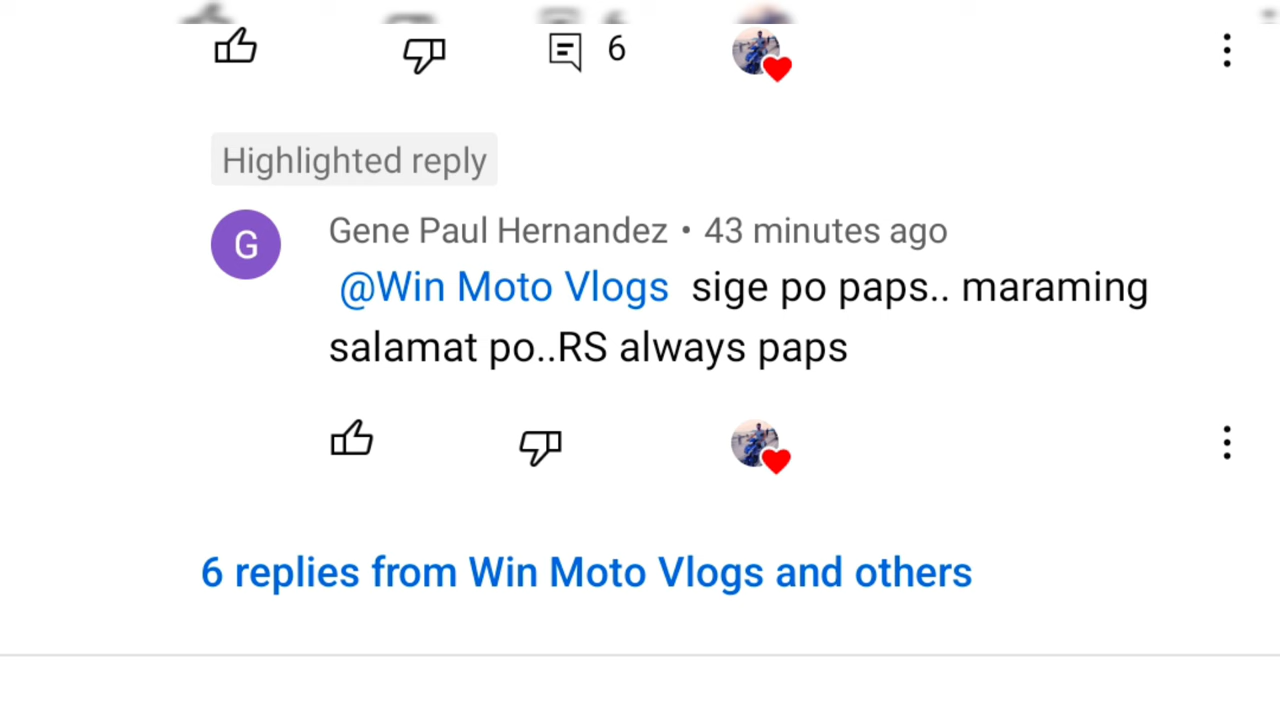 6
Highlighted reply
G
Gene Paul Hernandez • 43 minutes ago
@Win Moto Vlogs sige po paps.. maraming
salamat po..RS always paps
6 replies from Win Moto Vlogs and others